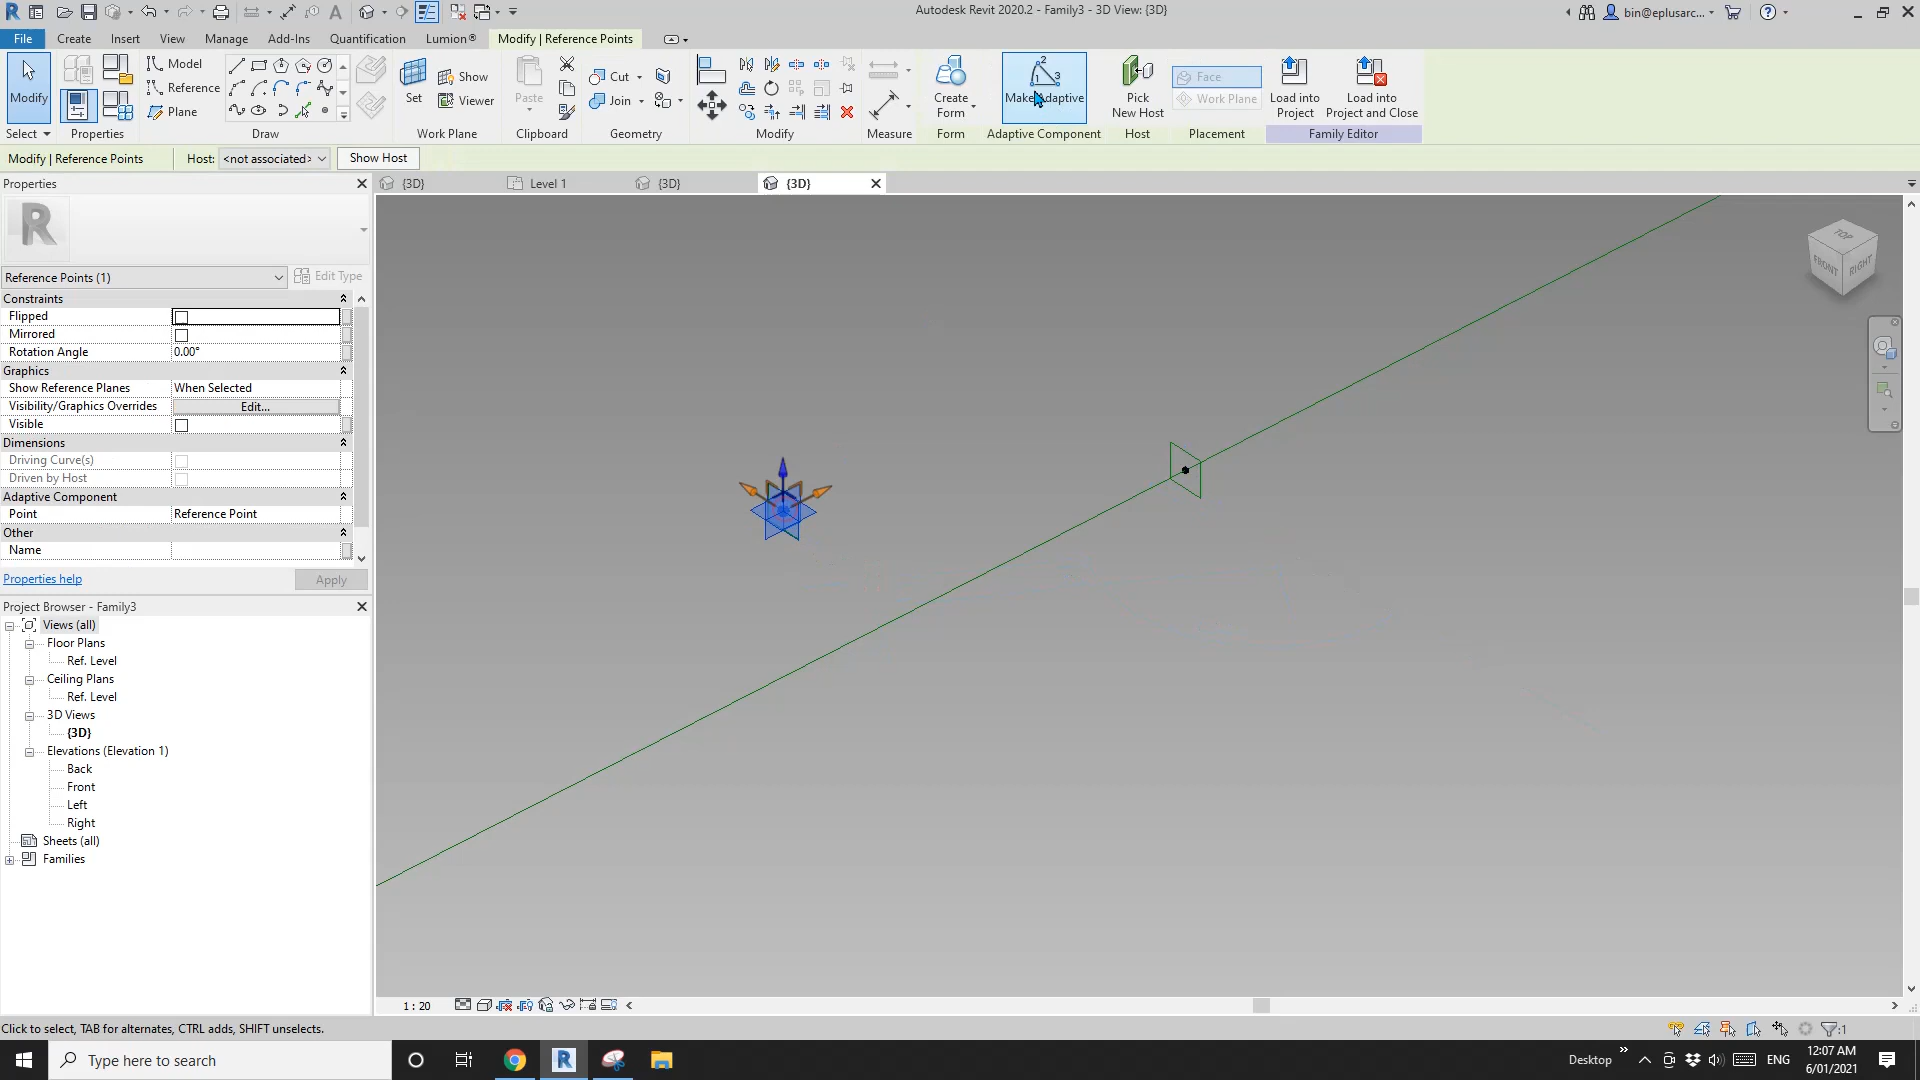 Autodesk Revit 2020.2 - Family3 - 3D View: {3D}
bin@eplusarc...
File
Create
Insert
View
Manage
Add-Ins
Quantification
Lumion®
Modify | Reference Points
Modify
Model
Reference
Plane
Set
Show
Viewer
Paste
Cut
Join
Create
Form
Make Adaptive
Pick
New Host
Face
Work Plane
Load into
Project
Load into
Project and Close
Select
Properties
Draw
Work Plane
Clipboard
Geometry
Modify
Measure
Form
Adaptive Component
Host
Placement
Family Editor
Modify | Reference Points
Host:
<not associated>
Show Host
Properties
{3D}
Level 1
{3D}
{3D}
Reference Points (1)
Edit Type
Constraints
Flipped
Mirrored
Rotation Angle
0.00°
Graphics
Show Reference Planes
When Selected
Visibility/Graphics Overrides
Edit...
Visible
Dimensions
Driving Curve(s)
Driven by Host
Adaptive Component
Point
Reference Point
Other
Name
Properties help
Apply
TOP
FRONT
RIGHT
Project Browser - Family3
Views (all)
Floor Plans
Ref. Level
Ceiling Plans
Ref. Level
3D Views
{3D}
Elevations (Elevation 1)
Back
Front
Left
Right
Sheets (all)
Families
1 : 20
Click to select, TAB for alternates, CTRL adds, SHIFT unselects.
:1
Type here to search
Desktop
ENG
12:07 AM
6/01/2021